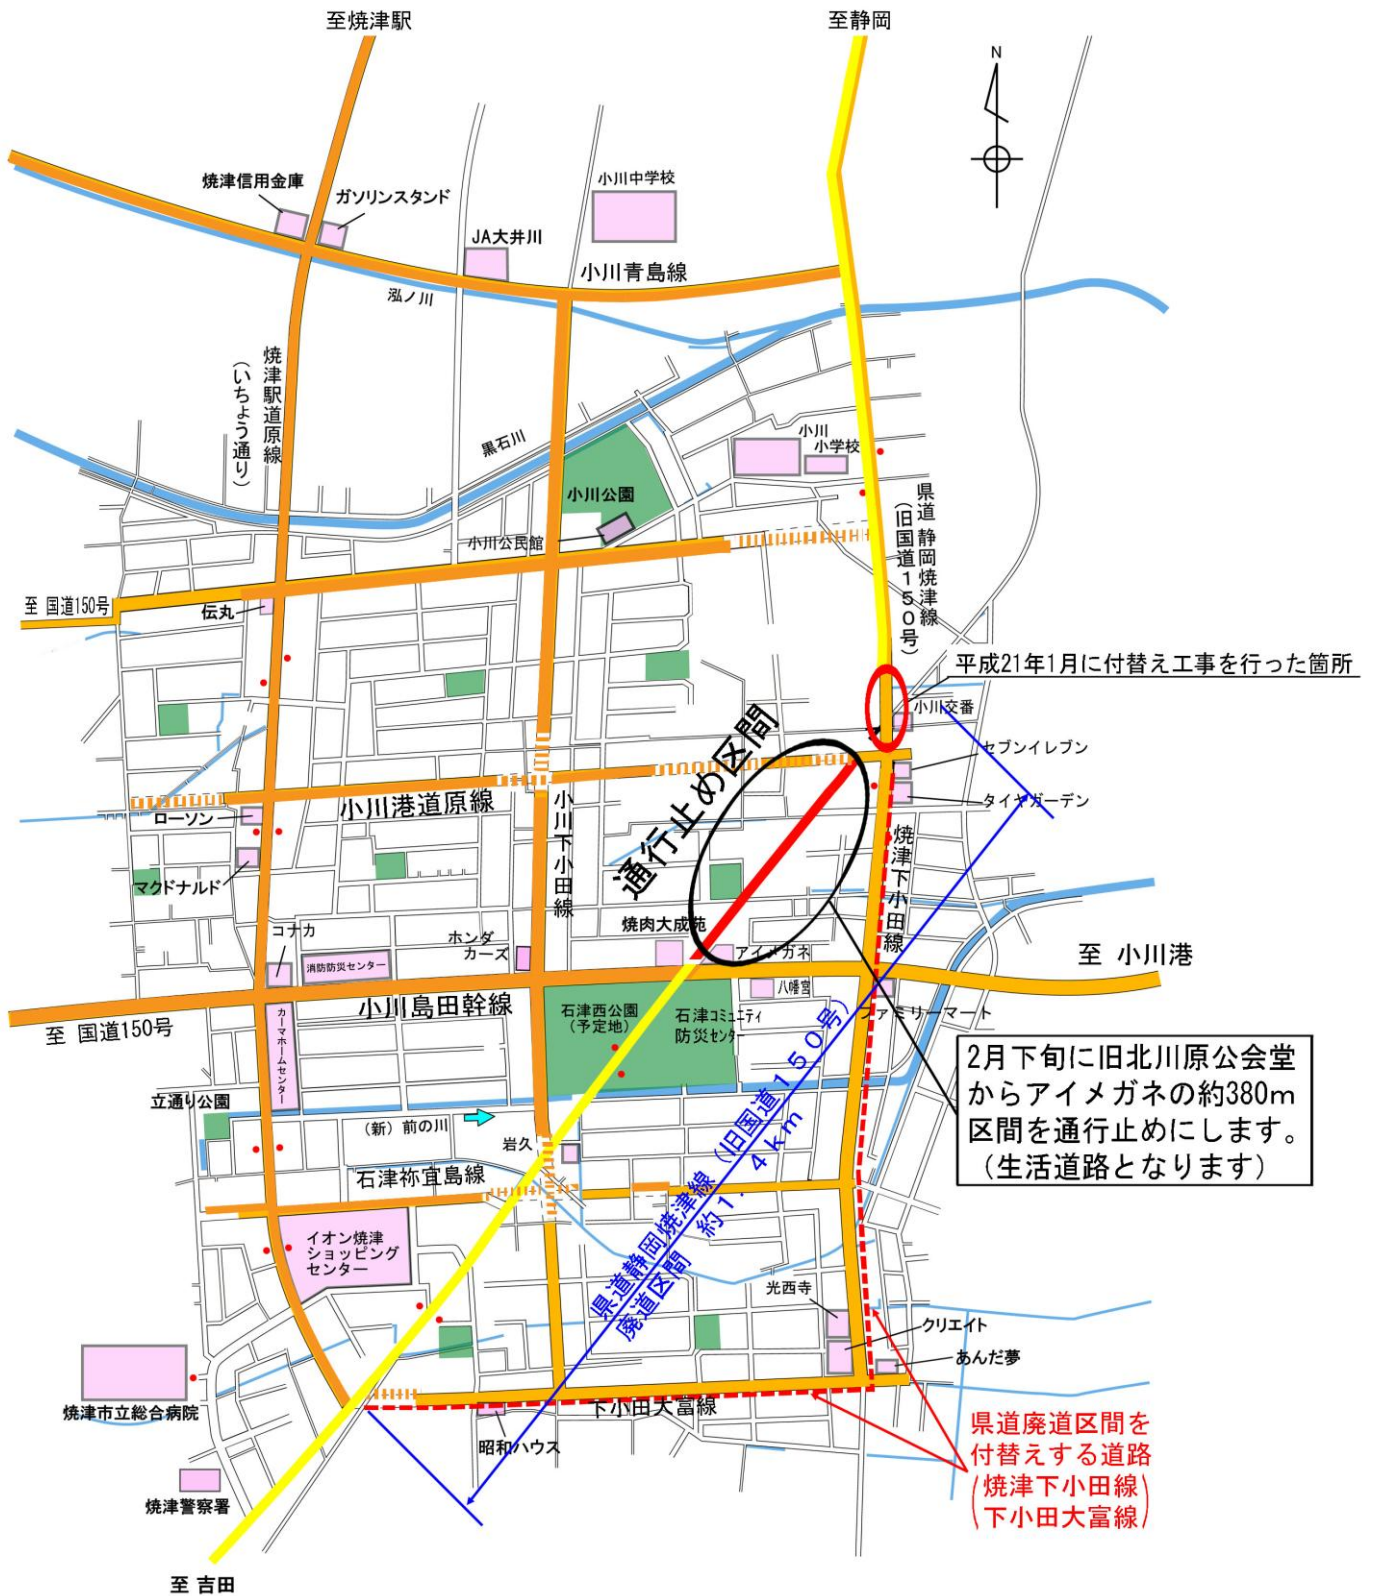 至焼津駅
至静岡
N
焼津信用金庫
ガソリンスタンド
小川中学校
JA大井川
小川青島線
泓ノ川
焼津駅道原線
（いちょう通り）
黒石川
小川
小学校
小川公園
小川公民館
県道 静岡焼津線
（旧国道１５０号）
至 国道150号
伝丸
平成21年1月に付替え工事を行った箇所
小川交番
通行止め区間
セブンイレブン
タイヤガーデン
小川港道原線
ローソン
小川下小田線
焼津下小田線
マクドナルド
焼肉大成苑
アイメガネ
コナカ
消防防災センター
ホンダ
カーズ
至 小川港
八幡宮
小川島田幹線
石津西公園
（予定地）
石津コミュニティ
防災センター
ファミリーマート
至 国道150号
カーマホームセンター
2月下旬に旧北川原公会堂
からアイメガネの約380m
区間を通行止めにします。
（生活道路となります）
立通り公園
（新）前の川
岩久
石津祢宜島線
県道静岡焼津線（旧国道１５０号）
廃道区間　約１．４ｋｍ
イオン焼津
ショッピング
センター
光西寺
クリエイト
あんだ夢
焼津市立総合病院
下小田大富線
昭和ハウス
県道廃道区間を
付替えする道路
（焼津下小田線
下小田大富線）
焼津警察署
至 吉田